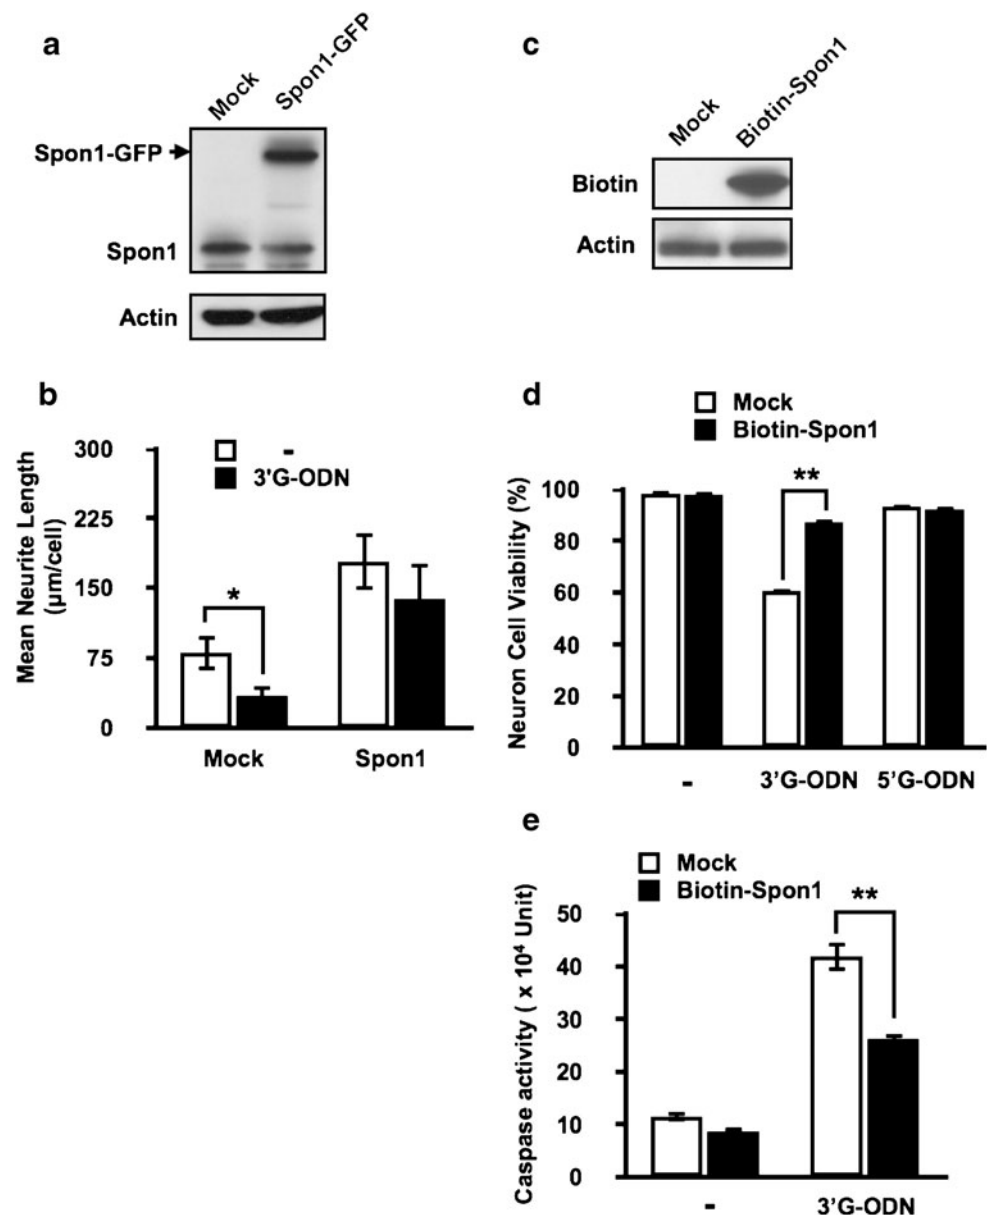 a
Mock
Spon1-GFP
Spon1-GFP
Spon1
Actin
b
300
225
150
75
0
Mean Neurite Length
(µm/cell)
-
3'G-ODN
*
Mock
Spon1
c
Mock
Biotin-Spon1
Biotin
Actin
d
Mock
Biotin-Spon1
Neuron Cell Viability (%)
100
80
60
40
20
0
**
-
3’G-ODN
5’G-ODN
e
Mock
Biotin-Spon1
Caspase activity ( x 10⁴ Unit)
50
40
30
20
10
0
**
-
3’G-ODN